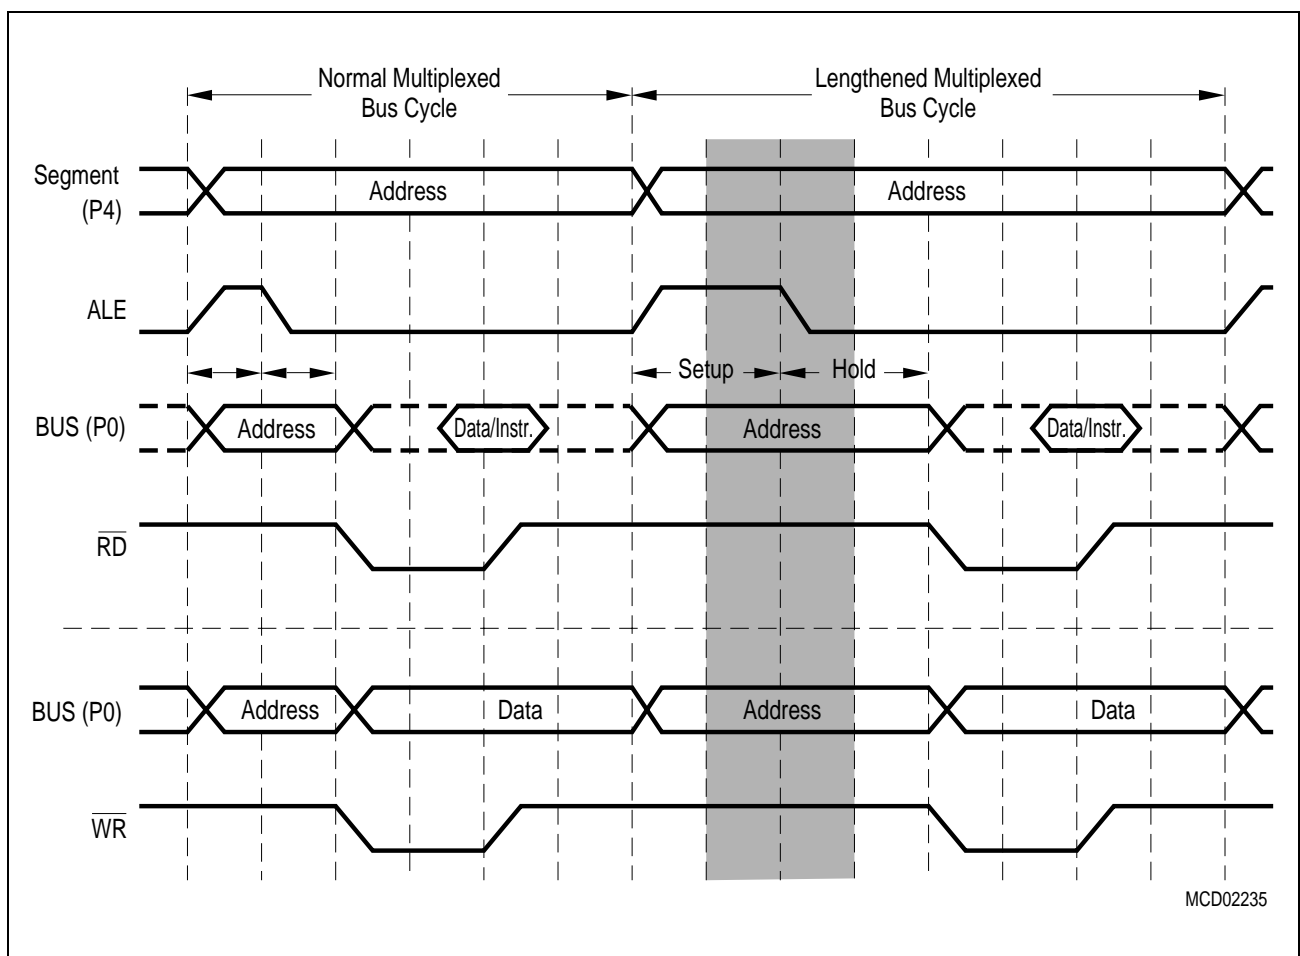 Normal Multiplexed
Bus Cycle
Lengthened Multiplexed
Bus Cycle
Segment
(P4)
Address
Address
ALE
Setup
Hold
BUS (P0)
Address
Data/Instr.
Address
Data/Instr.
RD
BUS (P0)
Address
Data
Address
Data
WR
MCD02235